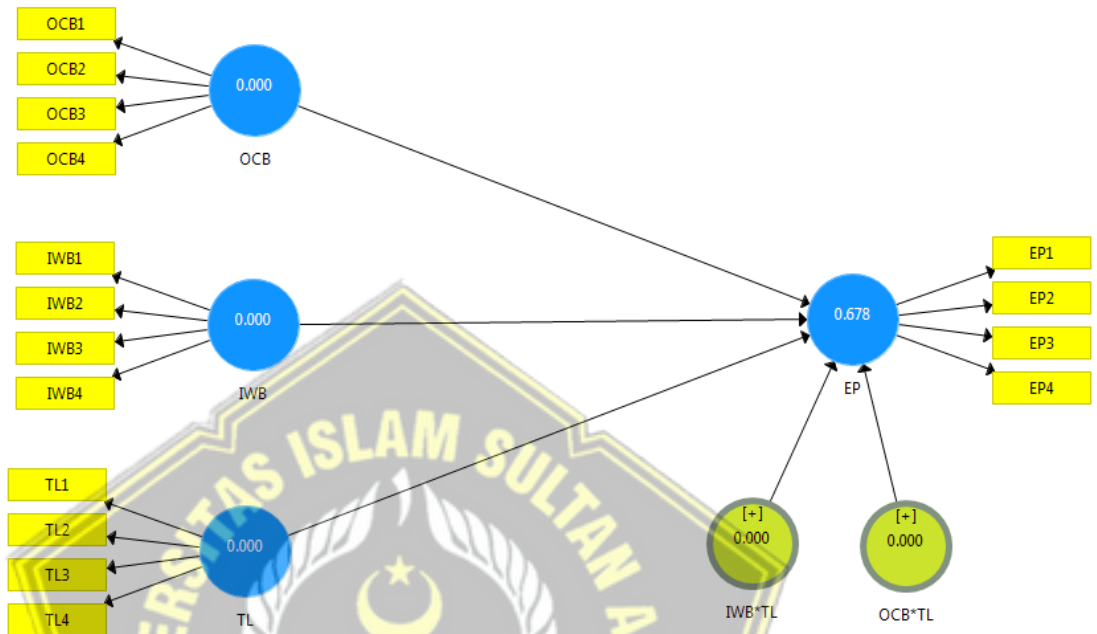 OCB1
OCB2
OCB3
OCB4
0.000
OCB
IWB1
IWB2
IWB3
IWB4
0.000
IWB
TL1
TL2
TL3
TL4
0.000
TL
0.678
EP
EP1
EP2
EP3
EP4
[+]
0.000
IWB*TL
[+]
0.000
OCB*TL
ISLAM SULTAN